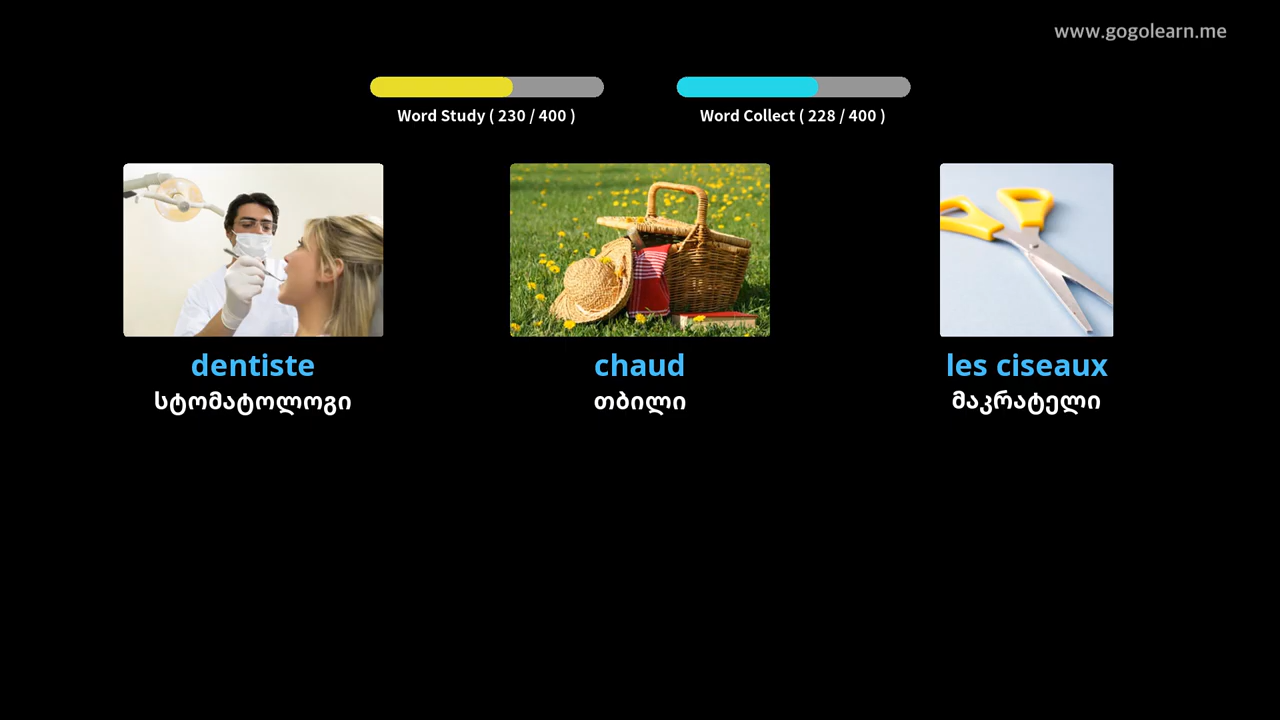 www.gogolearn.me
Word Study ( 230 / 400 )
Word Collect ( 228 / 400 )
dentiste
სტომატოლოგი
chaud
თბილი
les ciseaux
მაკრატელი